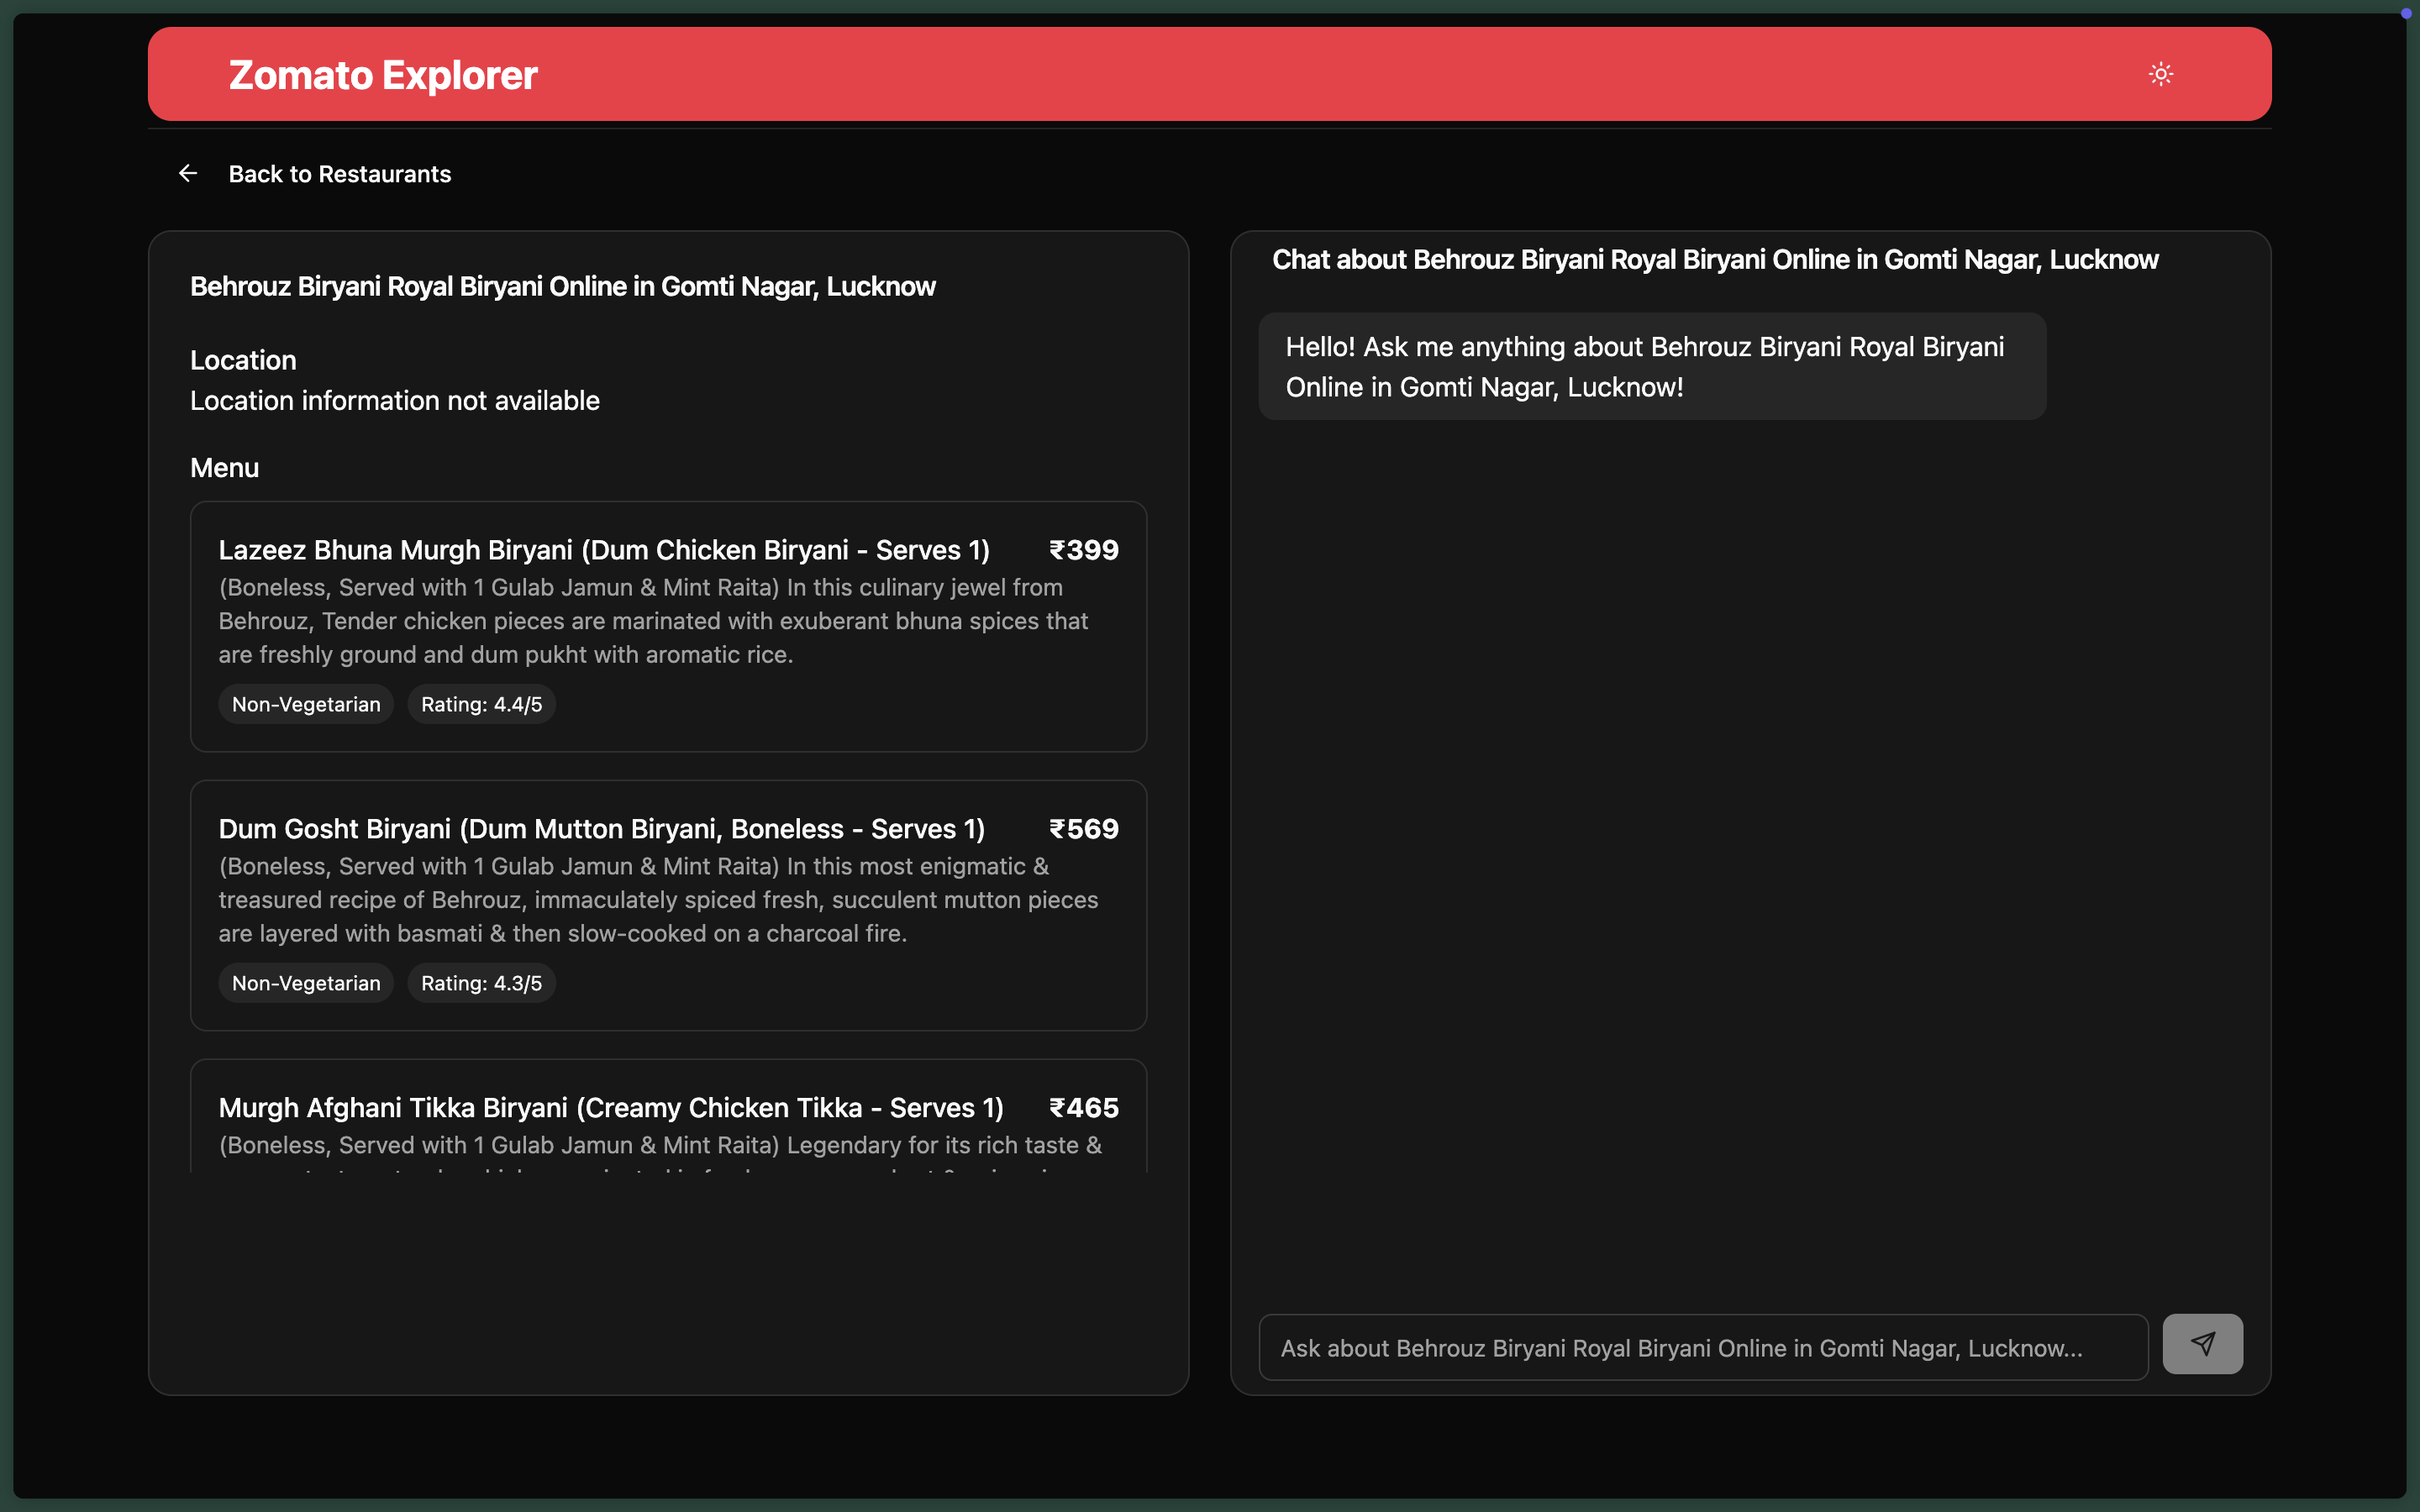 Zomato Explorer
Back to Restaurants
Behrouz Biryani Royal Biryani Online in Gomti Nagar, Lucknow
Location
Location information not available
Menu
Lazeez Bhuna Murgh Biryani (Dum Chicken Biryani - Serves 1) ₹399
(Boneless, Served with 1 Gulab Jamun & Mint Raita) In this culinary jewel from
Behrouz, Tender chicken pieces are marinated with exuberant bhuna spices that
are freshly ground and dum pukht with aromatic rice.
Non-Vegetarian Rating: 4.4/5
Dum Gosht Biryani (Dum Mutton Biryani, Boneless - Serves 1) ₹569
(Boneless, Served with 1 Gulab Jamun & Mint Raita) In this most enigmatic &
treasured recipe of Behrouz, immaculately spiced fresh, succulent mutton pieces
are layered with basmati & then slow-cooked on a charcoal fire.
Non-Vegetarian Rating: 4.3/5
Murgh Afghani Tikka Biryani (Creamy Chicken Tikka - Serves 1) ₹465
(Boneless, Served with 1 Gulab Jamun & Mint Raita) Legendary for its rich taste &
Chat about Behrouz Biryani Royal Biryani Online in Gomti Nagar, Lucknow
Hello! Ask me anything about Behrouz Biryani Royal Biryani
Online in Gomti Nagar, Lucknow!
Ask about Behrouz Biryani Royal Biryani Online in Gomti Nagar, Lucknow...